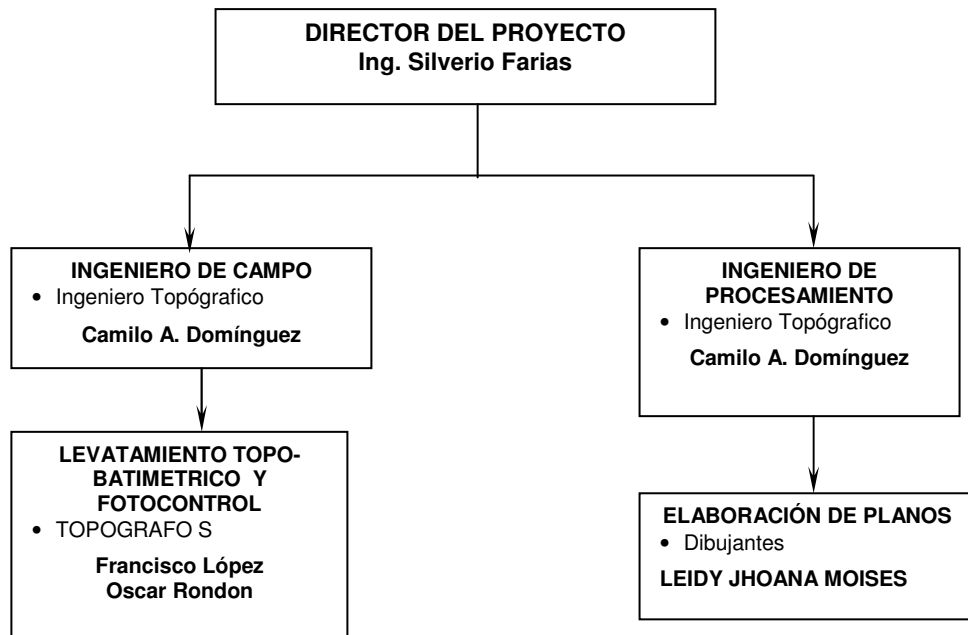 DIRECTOR DEL PROYECTO
Ing. Silverio Farias
INGENIERO DE CAMPO
• Ingeniero Topógrafico
Camilo A. Domínguez
INGENIERO DE
PROCESAMIENTO
• Ingeniero Topógrafico
Camilo A. Domínguez
LEVATAMIENTO TOPO-
BATIMETRICO Y
FOTOCONTROL
• TOPOGRAFO S
Francisco López
Oscar Rondon
ELABORACIÓN DE PLANOS
• Dibujantes
LEIDY JHOANA MOISES